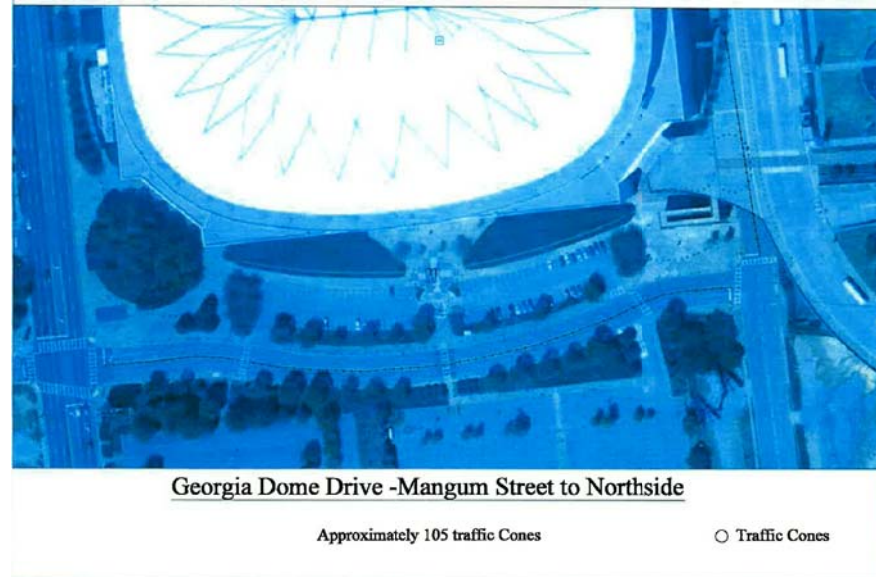 Georgia Dome Drive -Mangum Street to Northside
Approximately 105 traffic Cones
Traffic Cones